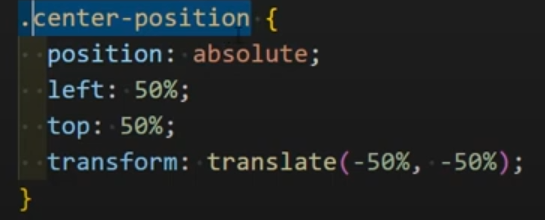 .center-position {
  position: absolute;
  left: 50%;
  top: 50%;
  transform: translate(-50%, -50%);
}